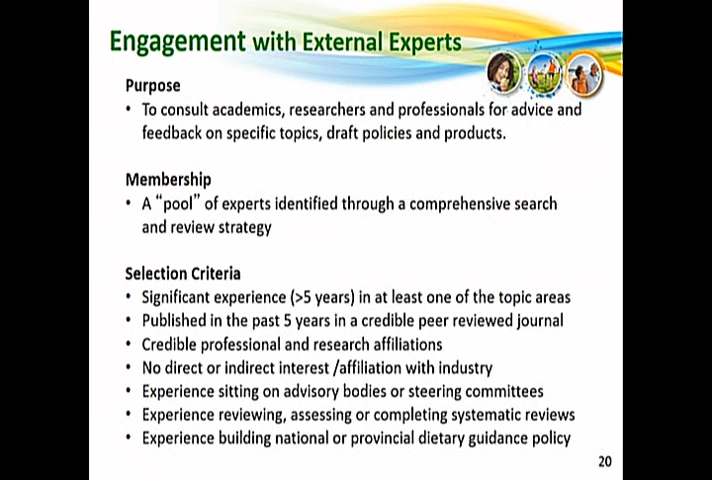 Engagement with External Experts
Purpose
• To consult academics, researchers and professionals for advice and
feedback on specific topics, draft policies and products.
Membership
• A “pool” of experts identified through a comprehensive search
and review strategy
Selection Criteria
• Significant experience (>5 years) in at least one of the topic areas
• Published in the past 5 years in a credible peer reviewed journal
• Credible professional and research affiliations
• No direct or indirect interest /affiliation with industry
• Experience sitting on advisory bodies or steering committees
• Experience reviewing, assessing or completing systematic reviews
• Experience building national or provincial dietary guidance policy
20